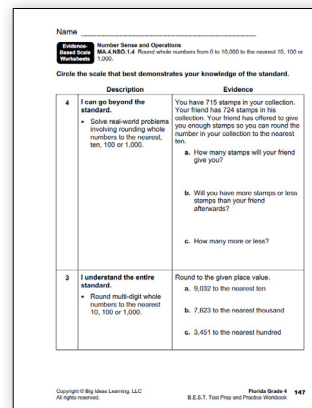 Name
Evidence-
Based Scale
Worksheets
Number Sense and Operations
MA.4.NSO.1.4 Round whole numbers from 0 to 10,000 to the nearest 10, 100 or
1,000.
Circle the scale that best demonstrates your knowledge of the standard.
Description
Evidence
4
I can go beyond the
standard.
• Solve real-world problems
involving rounding whole
numbers to the nearest,
ten, 100 or 1,000.
You have 715 stamps in your collection.
Your friend has 724 stamps in his
collection. Your friend has offered to give
you enough stamps so you can round the
number in your collection to the nearest
ten.
a. How many stamps will your friend
give you?
b. Will you have more stamps or less
stamps than your friend
afterwards?
c. How many more or less?
3
I understand the entire
standard.
• Round multi-digit whole
numbers to the nearest
10, 100 or 1,000.
Round to the given place value.
a. 9,032 to the nearest ten
b. 7,623 to the nearest thousand
c. 3,451 to the nearest hundred
Copyright © Big Ideas Learning, LLC
All rights reserved.
Florida Grade 4
B.E.S.T. Test Prep and Practice Workbook
147